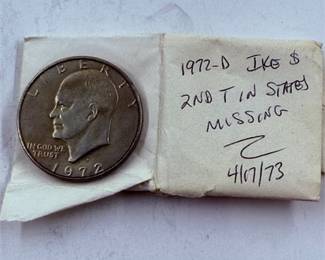 LIBERTY
IN GOD WE
TRUST
1972
1972-D IKE $
2ND T IN STATES
MISSING
4/17/73